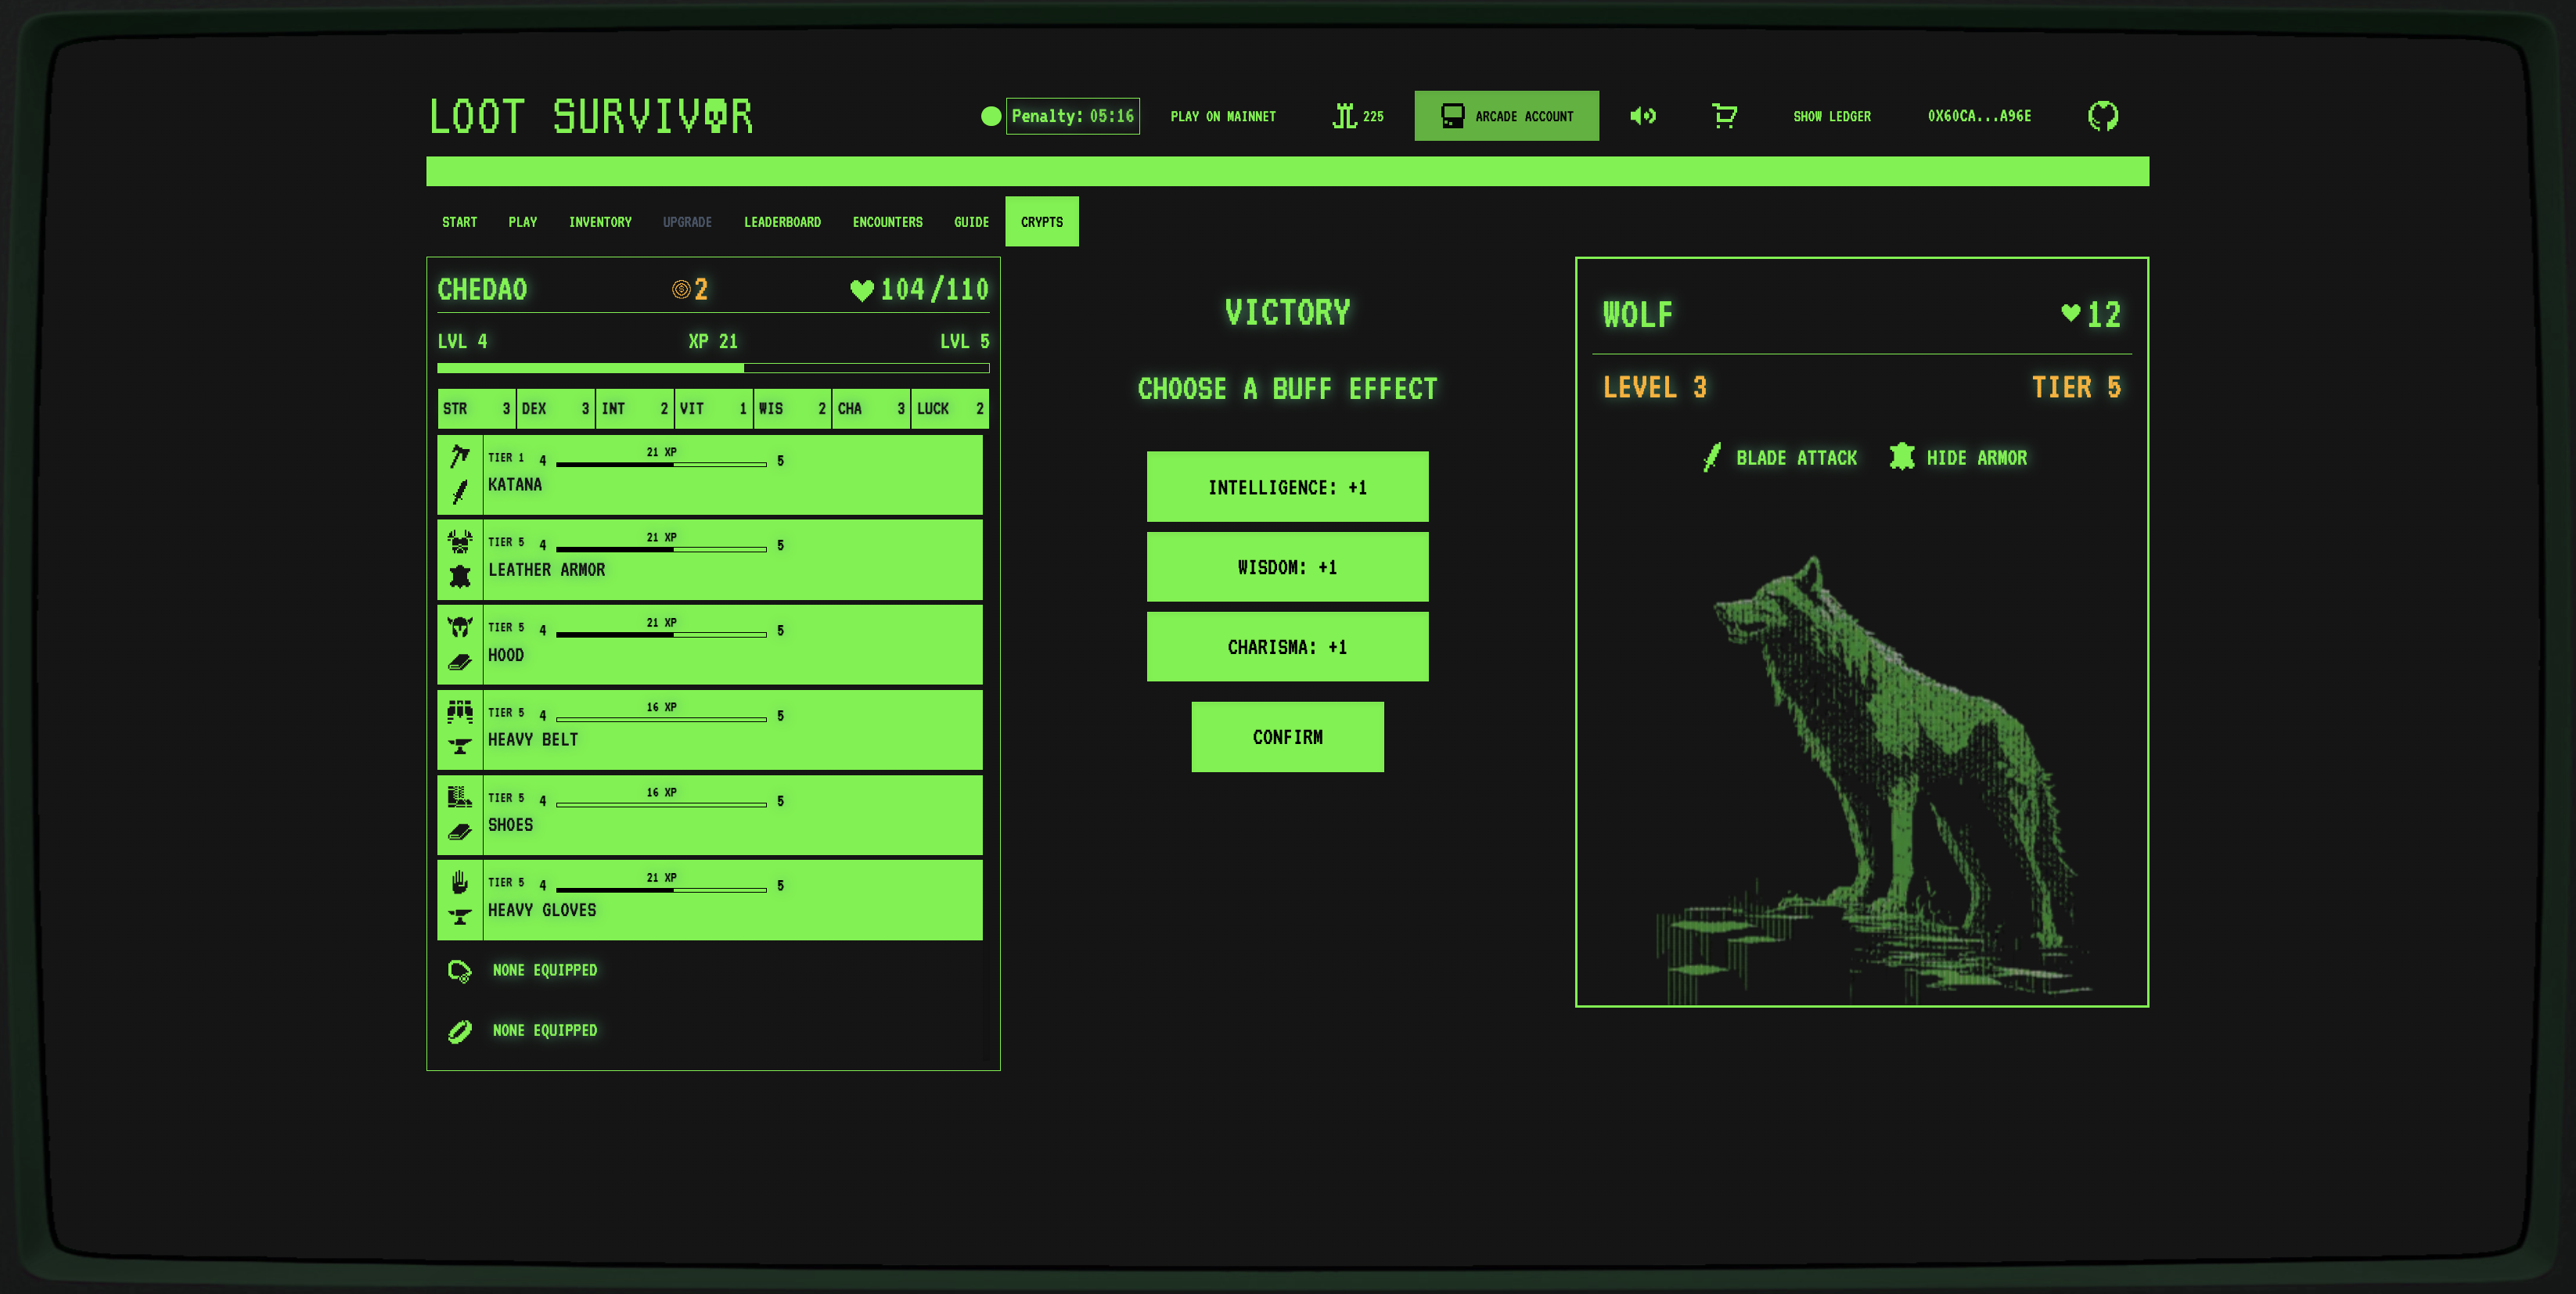 LOOT SURVIVOR
Penalty: 05:16
PLAY ON MAINNET
225
ARCADE ACCOUNT
SHOW LEDGER
0X60CA...A96E
START PLAY INVENTORY UPGRADE LEADERBOARD ENCOUNTERS GUIDE CRYPTS
CHEDAO 2 104/110
LVL 4 XP 21 LVL 5
STR 3 DEX 3 INT 2 VIT 1 WIS 2 CHA 3 LUCK 2
TIER 1 4 21 XP 5
KATANA
TIER 5 4 21 XP 5
LEATHER ARMOR
TIER 5 4 21 XP 5
HOOD
TIER 5 4 16 XP 5
HEAVY BELT
TIER 5 4 16 XP 5
SHOES
TIER 5 4 21 XP 5
HEAVY GLOVES
NONE EQUIPPED
NONE EQUIPPED
VICTORY
CHOOSE A BUFF EFFECT
INTELLIGENCE: +1
WISDOM: +1
CHARISMA: +1
CONFIRM
WOLF 12
LEVEL 3 TIER 5
BLADE ATTACK HIDE ARMOR